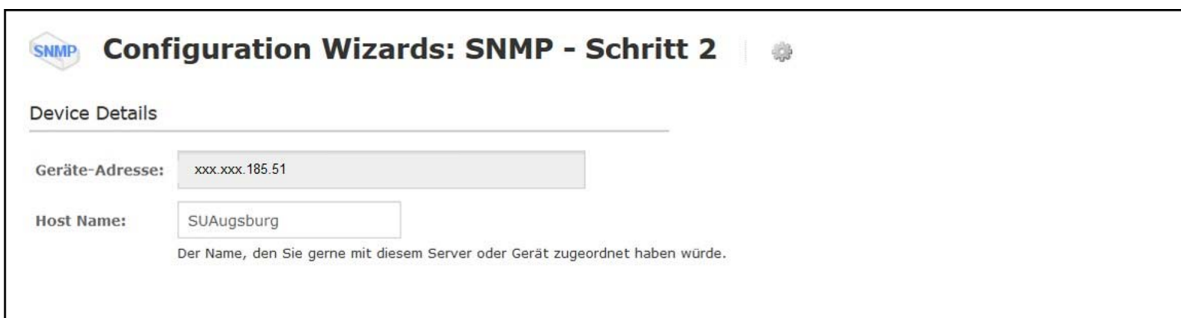 SNMP Configuration Wizards: SNMP - Schritt 2
Device Details
Geräte-Adresse: xxx.xxx.185.51
Host Name: SUAugsburg
Der Name, den Sie gerne mit diesem Server oder Gerät zugeordnet haben würde.